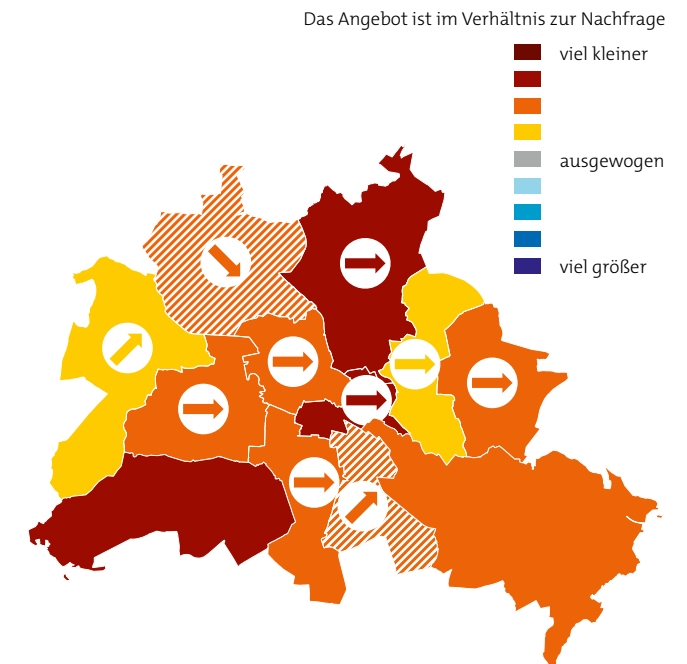 Das Angebot ist im Verhältnis zur Nachfrage
viel kleiner
ausgewogen
viel größer